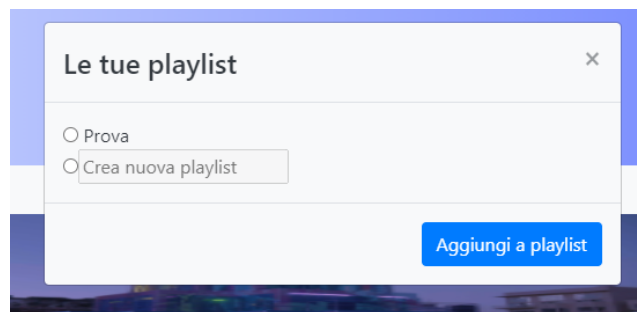 Le tue playlist
×
Prova
Crea nuova playlist
Aggiungi a playlist